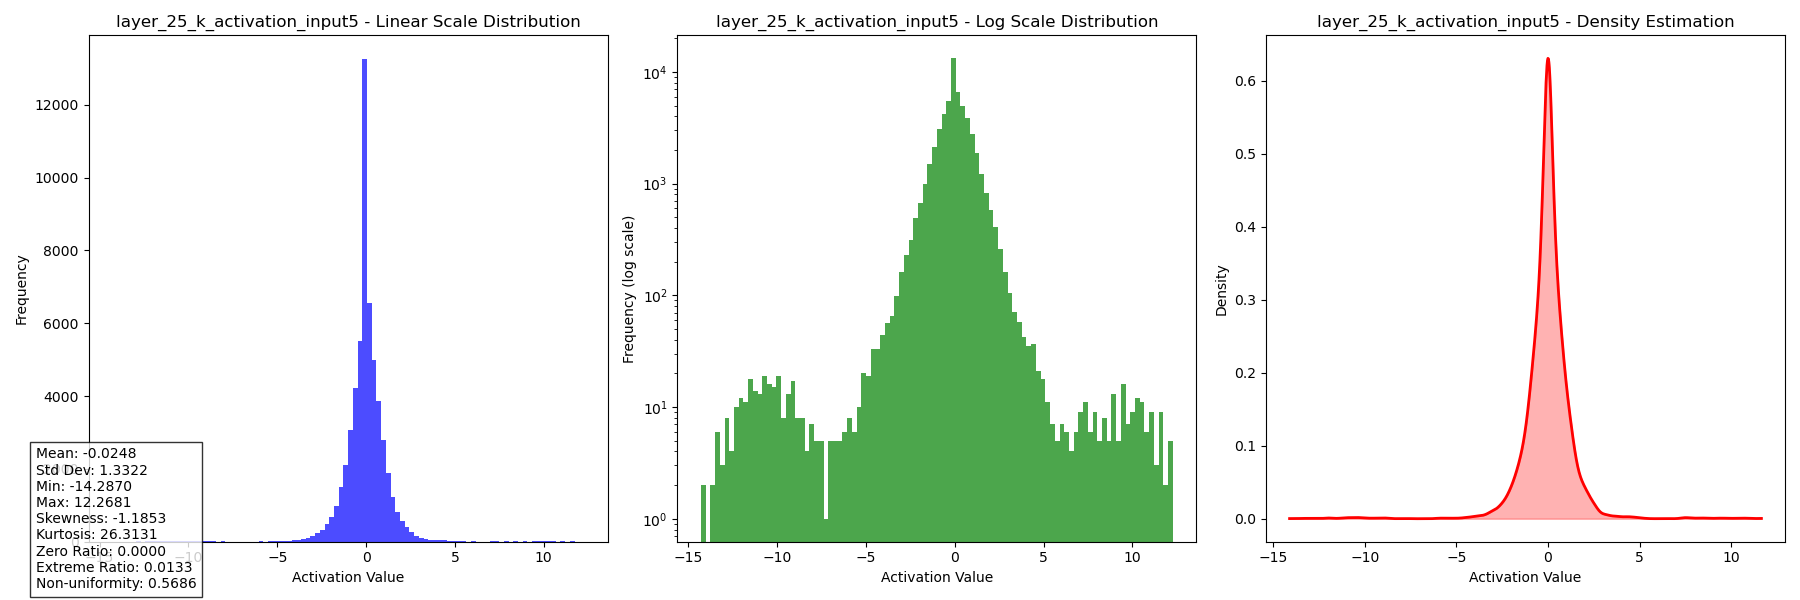 layer_25_k_activation_input5 - Linear Scale Distribution
Frequency
12000
10000
8000
6000
4000
0
−10
−5
0
5
10
Activation Value
Mean: -0.0248
Std Dev: 1.3322
Min: -14.2870
Max: 12.2681
Skewness: -1.1853
Kurtosis: 26.3131
Zero Ratio: 0.0000
Extreme Ratio: 0.0133
Non-uniformity: 0.5686
layer_25_k_activation_input5 - Log Scale Distribution
Frequency (log scale)
10⁴
10³
10²
10¹
10⁰
−15
−10
−5
0
5
10
Activation Value
layer_25_k_activation_input5 - Density Estimation
Density
0.6
0.5
0.4
0.3
0.2
0.1
0.0
−15
−10
−5
0
5
10
Activation Value